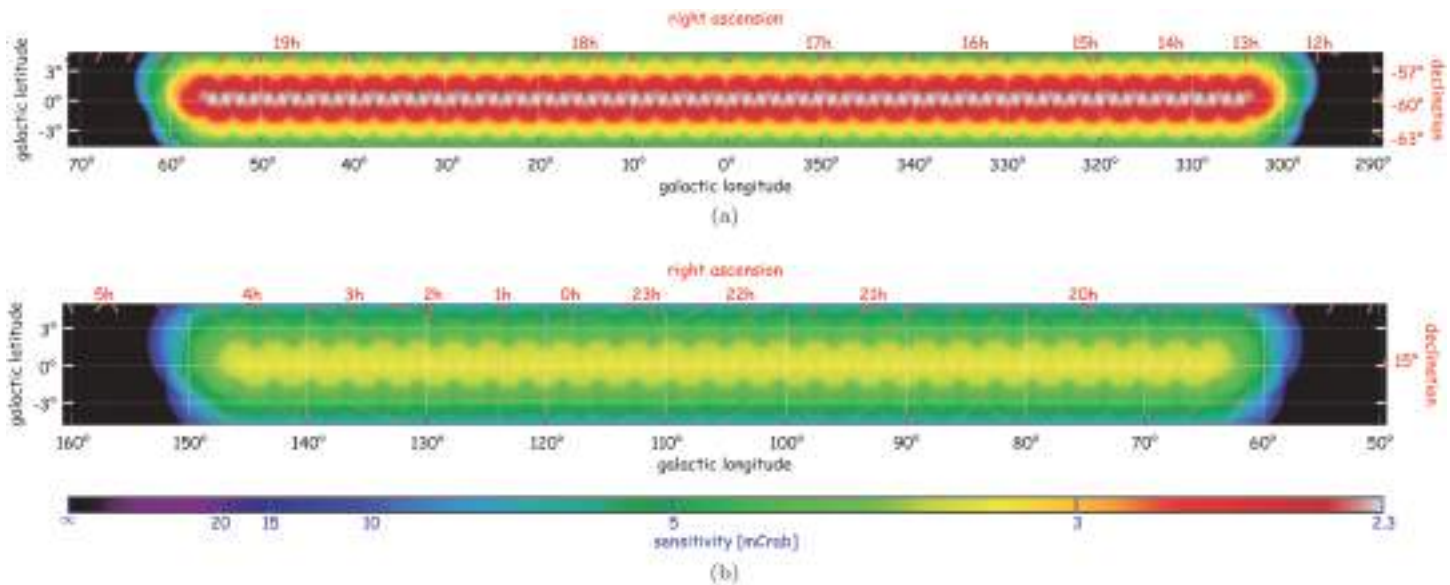 right ascension
19h 18h 17h 16h 15h 14h 13h 12h
galactic latitude
3°
0°
-3°
-57°
-60°
-63°
declination
70° 60° 50° 40° 30° 20° 10° 0° 350° 340° 330° 320° 310° 300° 290°
galactic longitude
(a)
right ascension
5h 4h 3h 2h 1h 0h 23h 22h 21h 20h
galactic latitude
3°
0°
-3°
15°
declination
160° 150° 140° 130° 120° 110° 100° 90° 80° 70° 60° 50°
galactic longitude
∞ 20 15 10 5 3 2.3
sensitivity [mCrab]
(b)